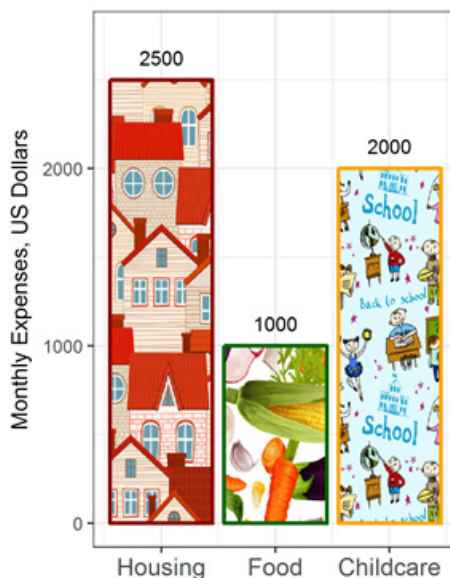 2500
2000
1000
Monthly Expenses, US Dollars
2000
1000
0
School
Back to school
School
Housing Food Childcare